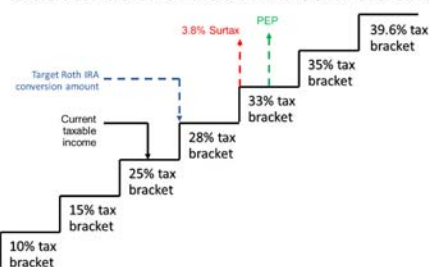 39.6% tax
bracket
PEP
3.8% Surtax
35% tax
bracket
Target Roth IRA
conversion amount
33% tax
bracket
Current
taxable
income
28% tax
bracket
25% tax
bracket
15% tax
bracket
10% tax
bracket